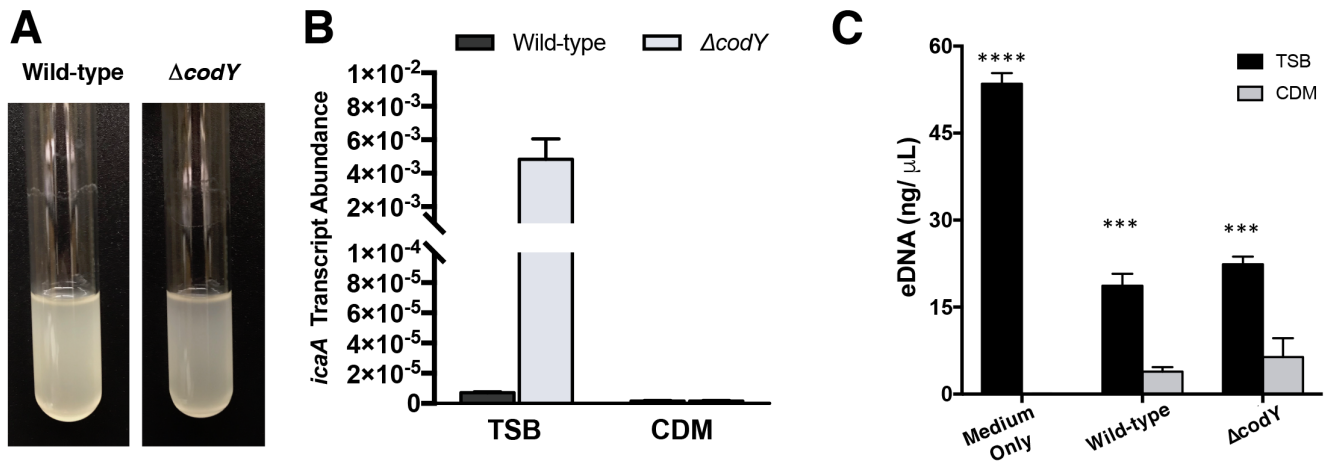 A
Wild-type ΔcodY
B
Wild-type ΔcodY
icaA Transcript Abundance
1×10-2
8×10-3
6×10-3
4×10-3
2×10-3
1×10-4
8×10-5
6×10-5
4×10-5
2×10-5
0
TSB CDM
C
TSB
CDM
eDNA (ng/ μL)
60
45
30
15
0
****
***
***
Medium
Only
Wild-type
ΔcodY